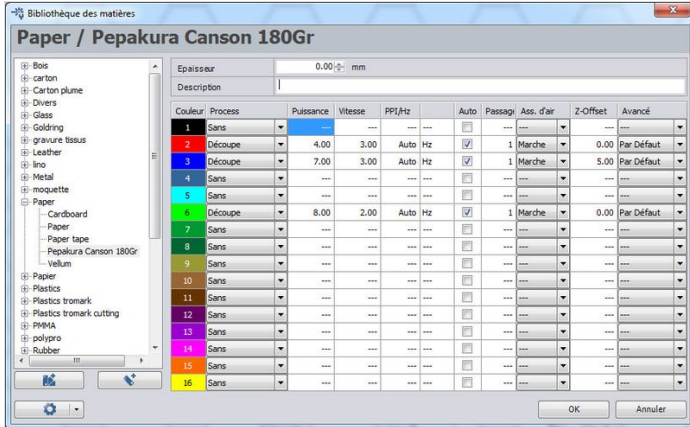 Bibliothèque des matières
Paper / Pepakura Canson 180Gr
Bois
carton
Carton plume
Divers
Glass
Goldring
gravure tissus
Leather
lino
Metal
moquette
Paper
Cardboard
Paper
Paper tape
Pepakura Canson 180Gr
Vellum
Papier
Plastics
Plastics tromark
Plastics tromark cutting
PMMA
polypro
Rubber
Epaisseur 0.00 mm
Description
Couleur Process Puissance Vitesse PPI/Hz Auto Passage Ass. d'air Z-Offset Avancé
1 Sans --- --- --- --- --- --- --- ---
2 Découpe 4.00 3.00 Auto Hz 1 Marche 0.00 Par Défaut
3 Découpe 7.00 3.00 Auto Hz 1 Marche 5.00 Par Défaut
4 Sans --- --- --- --- --- --- --- ---
5 Sans --- --- --- --- --- --- --- ---
6 Découpe 8.00 2.00 Auto Hz 1 Marche 0.00 Par Défaut
7 Sans --- --- --- --- --- --- --- ---
8 Sans --- --- --- --- --- --- --- ---
9 Sans --- --- --- --- --- --- --- ---
10 Sans --- --- --- --- --- --- --- ---
11 Sans --- --- --- --- --- --- --- ---
12 Sans --- --- --- --- --- --- --- ---
13 Sans --- --- --- --- --- --- --- ---
14 Sans --- --- --- --- --- --- --- ---
15 Sans --- --- --- --- --- --- --- ---
16 Sans --- --- --- --- --- --- --- ---
OK Annuler